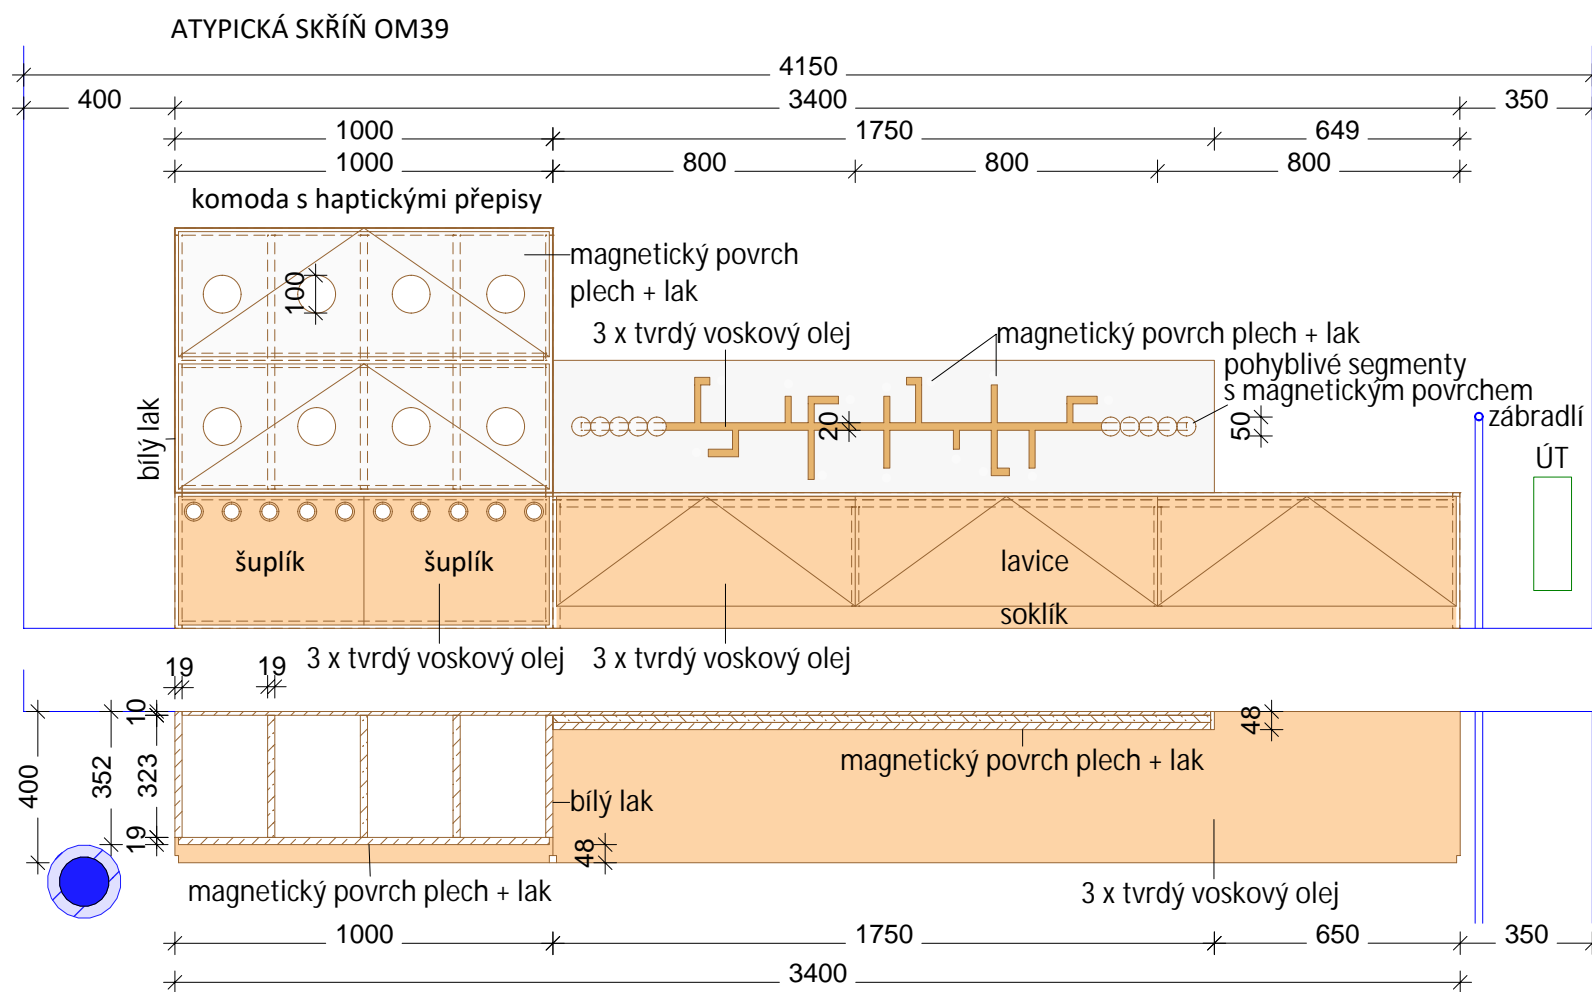 ATYPICKÁ SKŘÍŇ OM39
4150
400 3400 350
1000 1750 649
1000 800 800 800
komoda s haptickými přepisy
magnetický povrch
plech + lak
100
3 x tvrdý voskový olej
magnetický povrch plech + lak
pohyblivé segmenty
s magnetickým povrchem
20
50
zábradlí
ÚT
bílý lak
šuplík šuplík lavice
soklík
19 19 3 x tvrdý voskový olej 3 x tvrdý voskový olej
10
48
400 352 323
magnetický povrch plech + lak
bílý lak
19
48
magnetický povrch plech + lak
3 x tvrdý voskový olej
1000 1750 650 350
3400